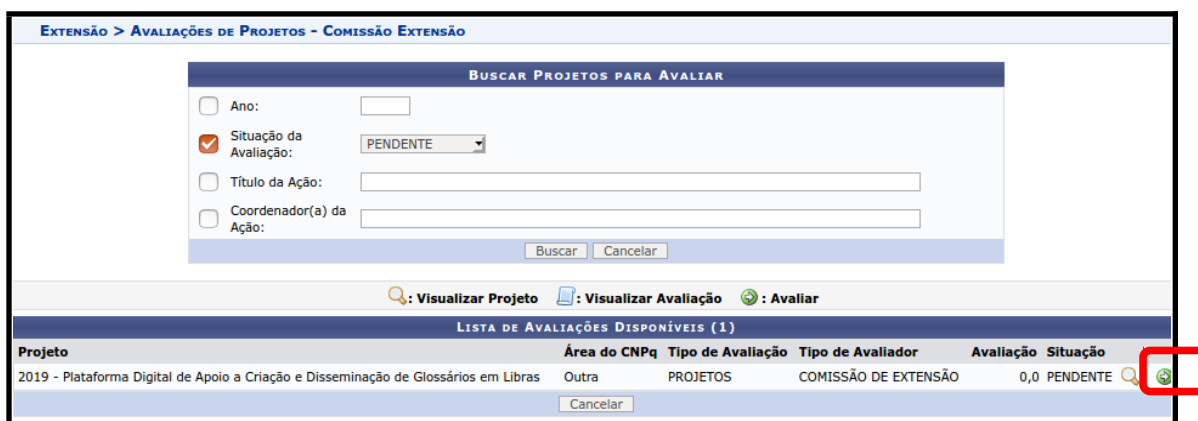 Extensão > Avaliações de Projetos - Comissão Extensão
Buscar Projetos para Avaliar
Ano:
Situação da Avaliação: PENDENTE
Título da Ação:
Coordenador(a) da Ação:
Buscar Cancelar
: Visualizar Projeto : Visualizar Avaliação : Avaliar
Lista de Avaliações Disponíveis (1)
Projeto Área do CNPq Tipo de Avaliação Tipo de Avaliador Avaliação Situação
2019 - Plataforma Digital de Apoio a Criação e Disseminação de Glossários em Libras Outra PROJETOS COMISSÃO DE EXTENSÃO 0,0 PENDENTE
Cancelar